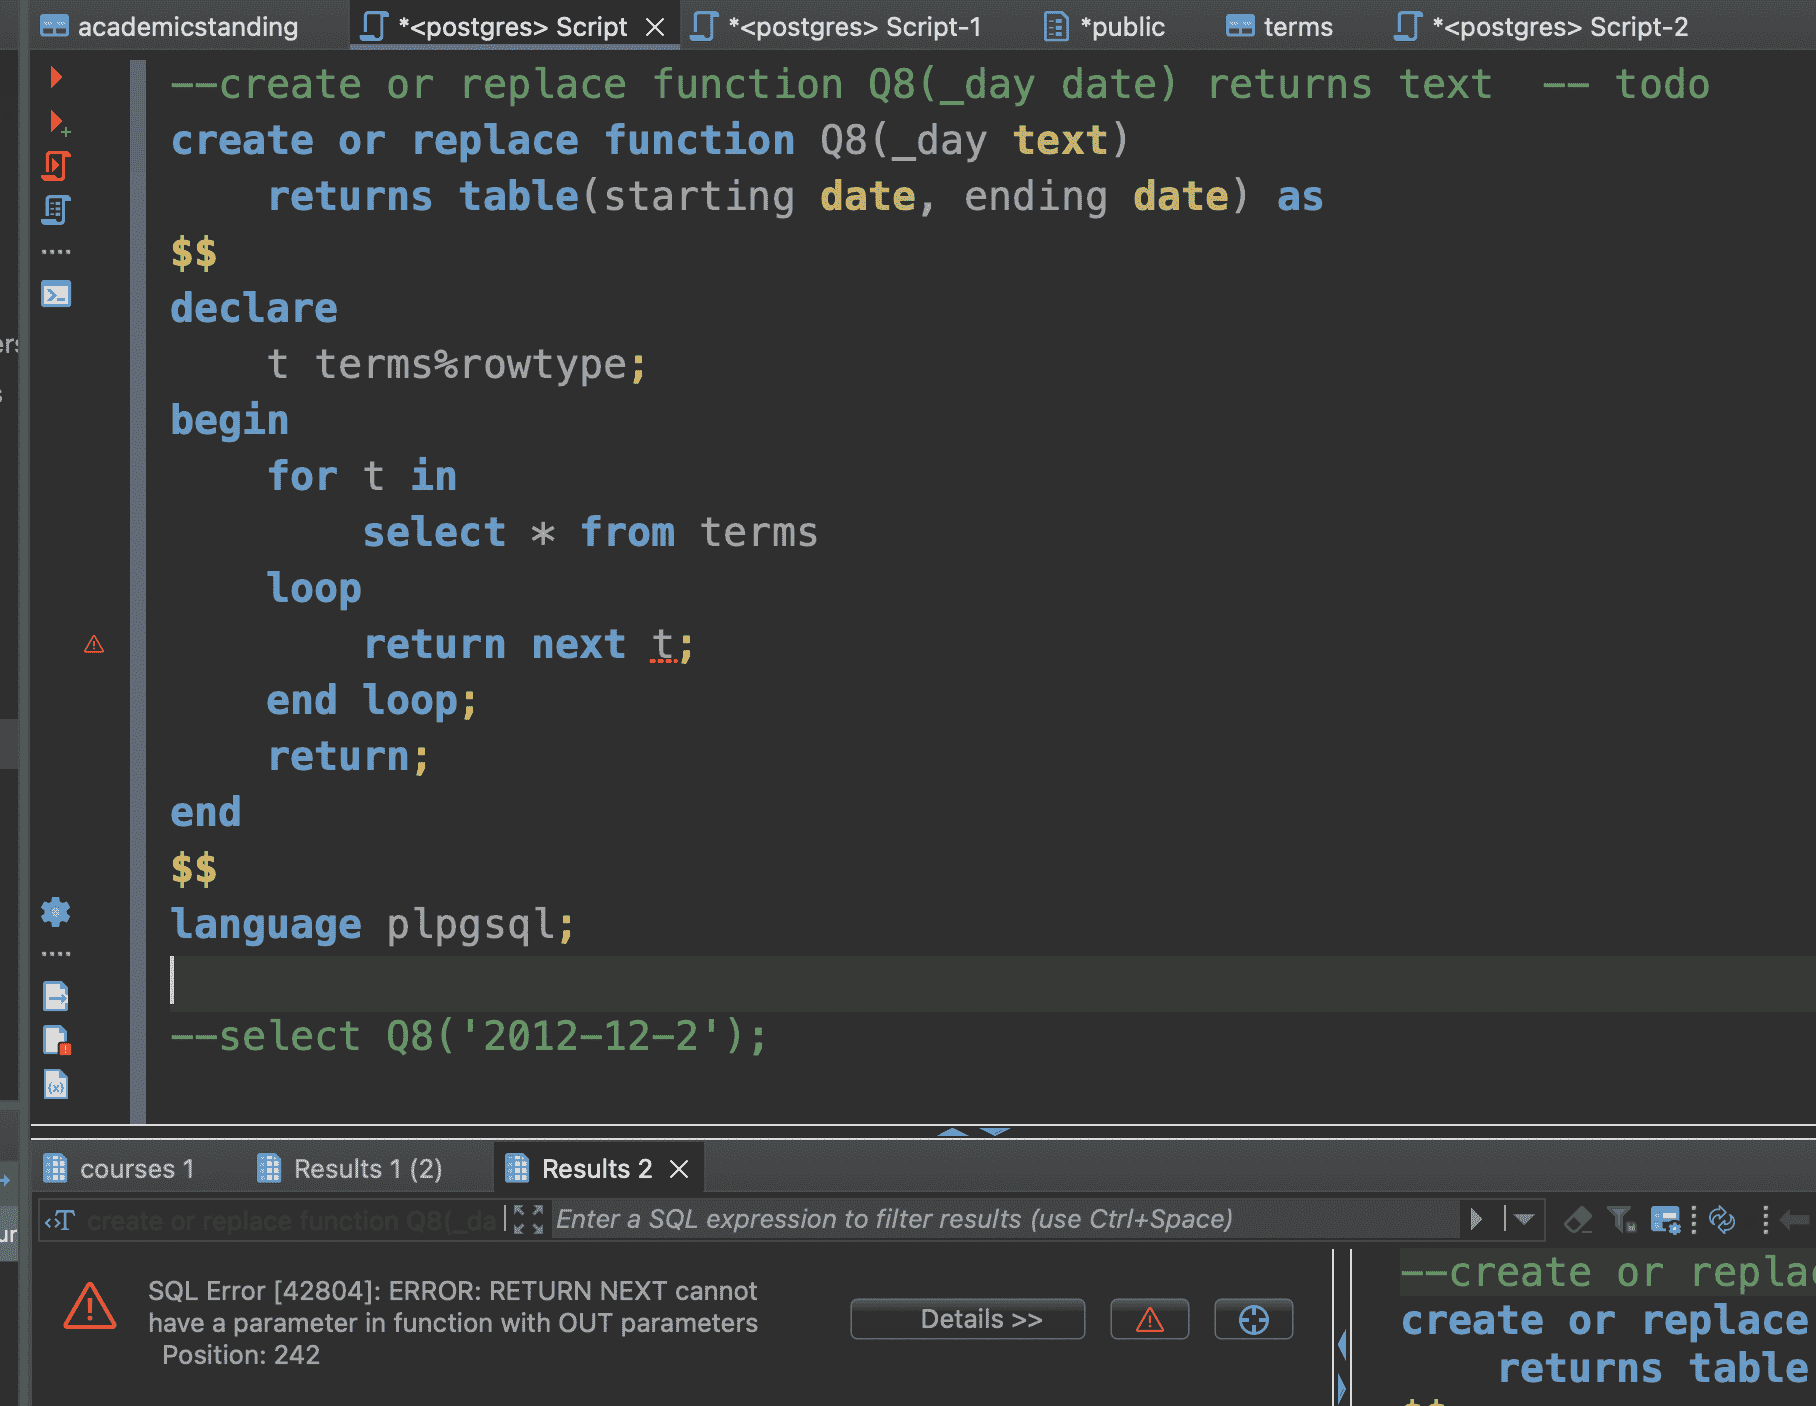 academicstanding
*<postgres> Script
*<postgres> Script-1
*public
terms
*<postgres> Script-2
--create or replace function Q8(_day date) returns text  -- todo
create or replace function Q8(_day text)
    returns table(starting date, ending date) as
$$
declare
    t terms%rowtype;
begin
    for t in
        select * from terms
    loop
        return next t;
    end loop;
    return;
end
$$
language plpgsql;
--select Q8('2012-12-2');
courses 1
Results 1 (2)
Results 2
create or replace function Q8(_da
Enter a SQL expression to filter results (use Ctrl+Space)
SQL Error [42804]: ERROR: RETURN NEXT cannot
have a parameter in function with OUT parameters
Position: 242
Details >>
--create or replac
create or replace
    returns table
$$